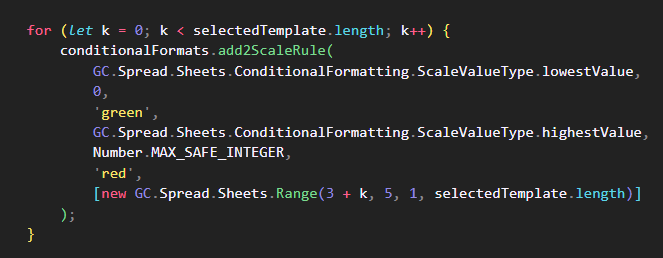 for (let k = 0; k < selectedTemplate.length; k++) {
    conditionalFormats.add2ScaleRule(
        GC.Spread.Sheets.ConditionalFormatting.ScaleValueType.lowestValue,
        0,
        'green',
        GC.Spread.Sheets.ConditionalFormatting.ScaleValueType.highestValue,
        Number.MAX_SAFE_INTEGER,
        'red',
        [new GC.Spread.Sheets.Range(3 + k, 5, 1, selectedTemplate.length)]
    );
}